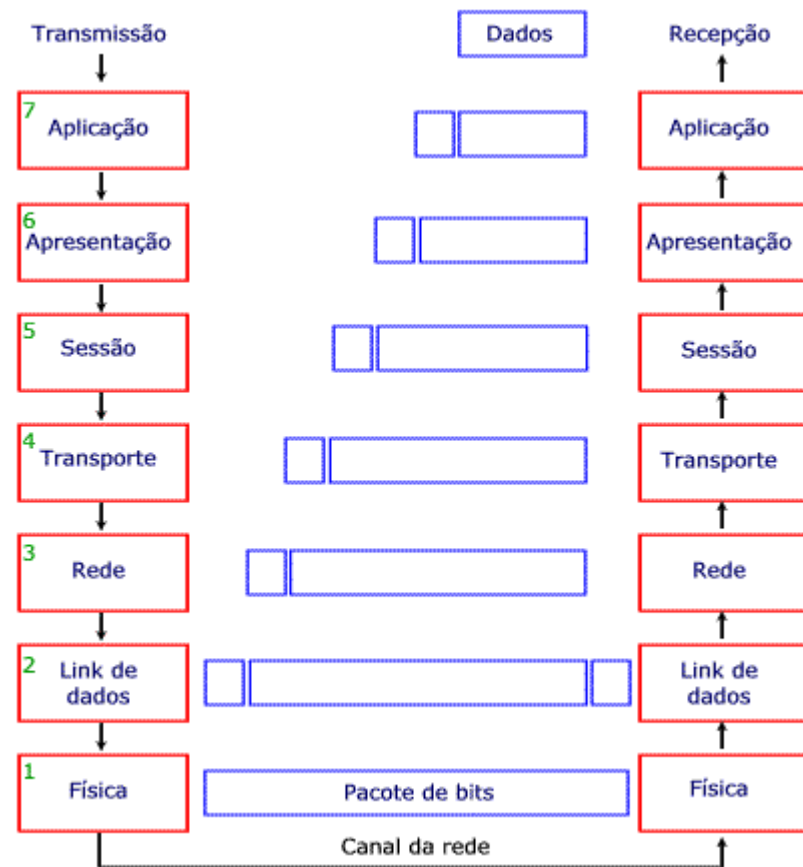 Transmissão
Dados
Recepção
7
Aplicação
Aplicação
6
Apresentação
Apresentação
5
Sessão
Sessão
4
Transporte
Transporte
3
Rede
Rede
2
Link de
dados
Link de
dados
1
Física
Pacote de bits
Física
Canal da rede